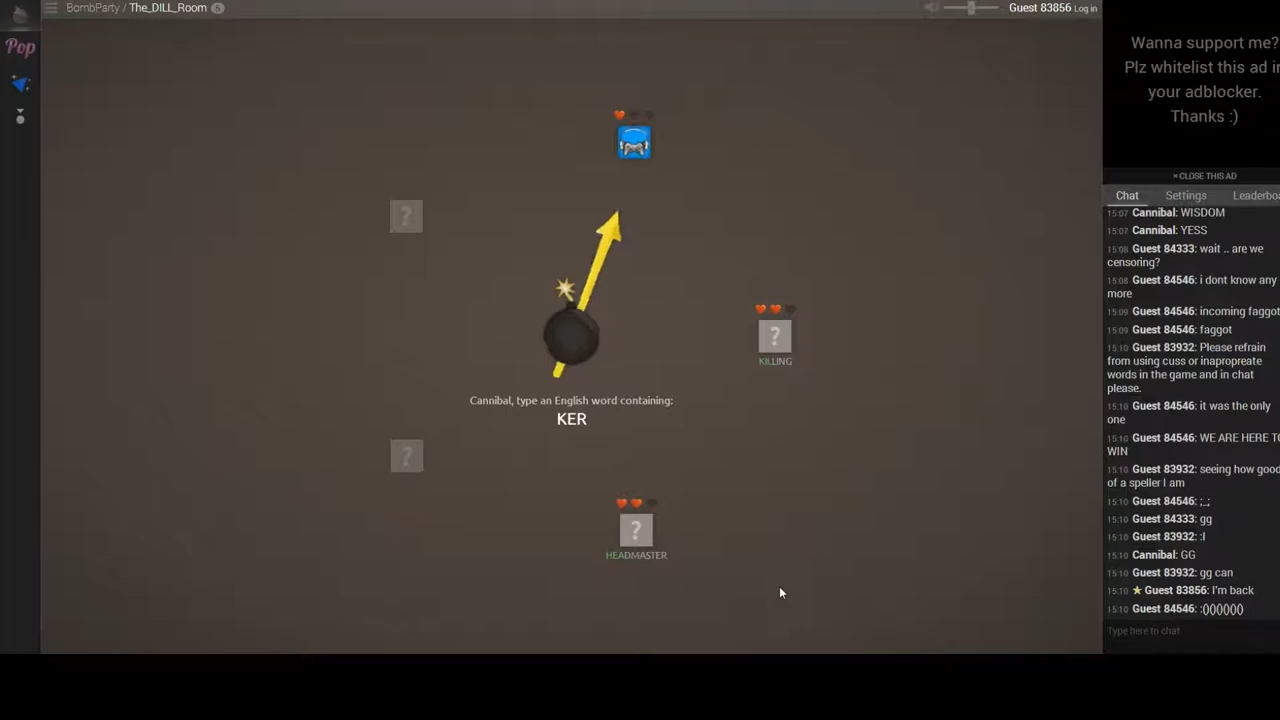 BombParty / The_DILL_Room 5
Guest 83856 Log in
Pop
Wanna support me?
Plz whitelist this ad in
your adblocker.
Thanks :)
× CLOSE THIS AD
Chat Settings Leaderboa
15:07 Cannibal: WISDOM
15:07 Cannibal: YESS
15:08 Guest 84333: wait .. are we
censoring?
15:08 Guest 84546: i dont know any
more
15:09 Guest 84546: incoming faggot
15:09 Guest 84546: faggot
15:10 Guest 83932: Please refrain
from using cuss or inapropreate
words in the game and in chat
please.
15:10 Guest 84546: it was the only
one
15:10 Guest 84546: WE ARE HERE TO
WIN
15:10 Guest 83932: seeing how good
of a speller I am
15:10 Guest 84546: ;_;
15:10 Guest 84333: gg
15:10 Guest 83932: :l
15:10 Cannibal: GG
15:10 Guest 83932: gg can
15:10 ★ Guest 83856: I'm back
15:10 Guest 84546: :()()()()()()
Type here to chat
?
?
KILLING
Cannibal, type an English word containing:
KER
?
?
HEADMASTER